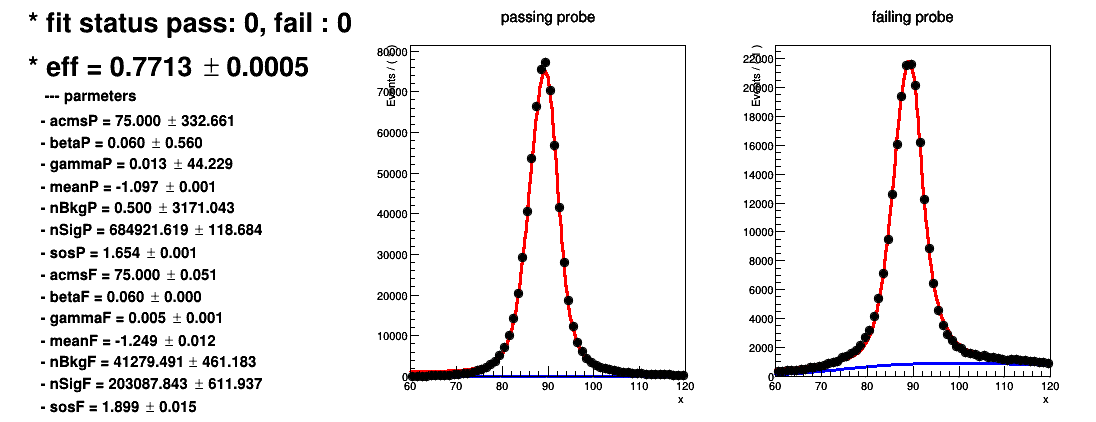 * fit status pass: 0, fail : 0
* eff = 0.7713 ± 0.0005
--- parmeters
- acmsP = 75.000 ± 332.661
- betaP = 0.060 ± 0.560
- gammaP = 0.013 ± 44.229
- meanP = -1.097 ± 0.001
- nBkgP = 0.500 ± 3171.043
- nSigP = 684921.619 ± 118.684
- sosP = 1.654 ± 0.001
- acmsF = 75.000 ± 0.051
- betaF = 0.060 ± 0.000
- gammaF = 0.005 ± 0.001
- meanF = -1.249 ± 0.012
- nBkgF = 41279.491 ± 461.183
- nSigF = 203087.843 ± 611.937
- sosF = 1.899 ± 0.015
passing probe
Events / (
80000
70000
60000
50000
40000
30000
20000
10000
0
60 70 80 90 100 110 120
x
failing probe
Events / ( )
22000
20000
18000
16000
14000
12000
10000
8000
6000
4000
2000
0
60 70 80 90 100 110 120
x